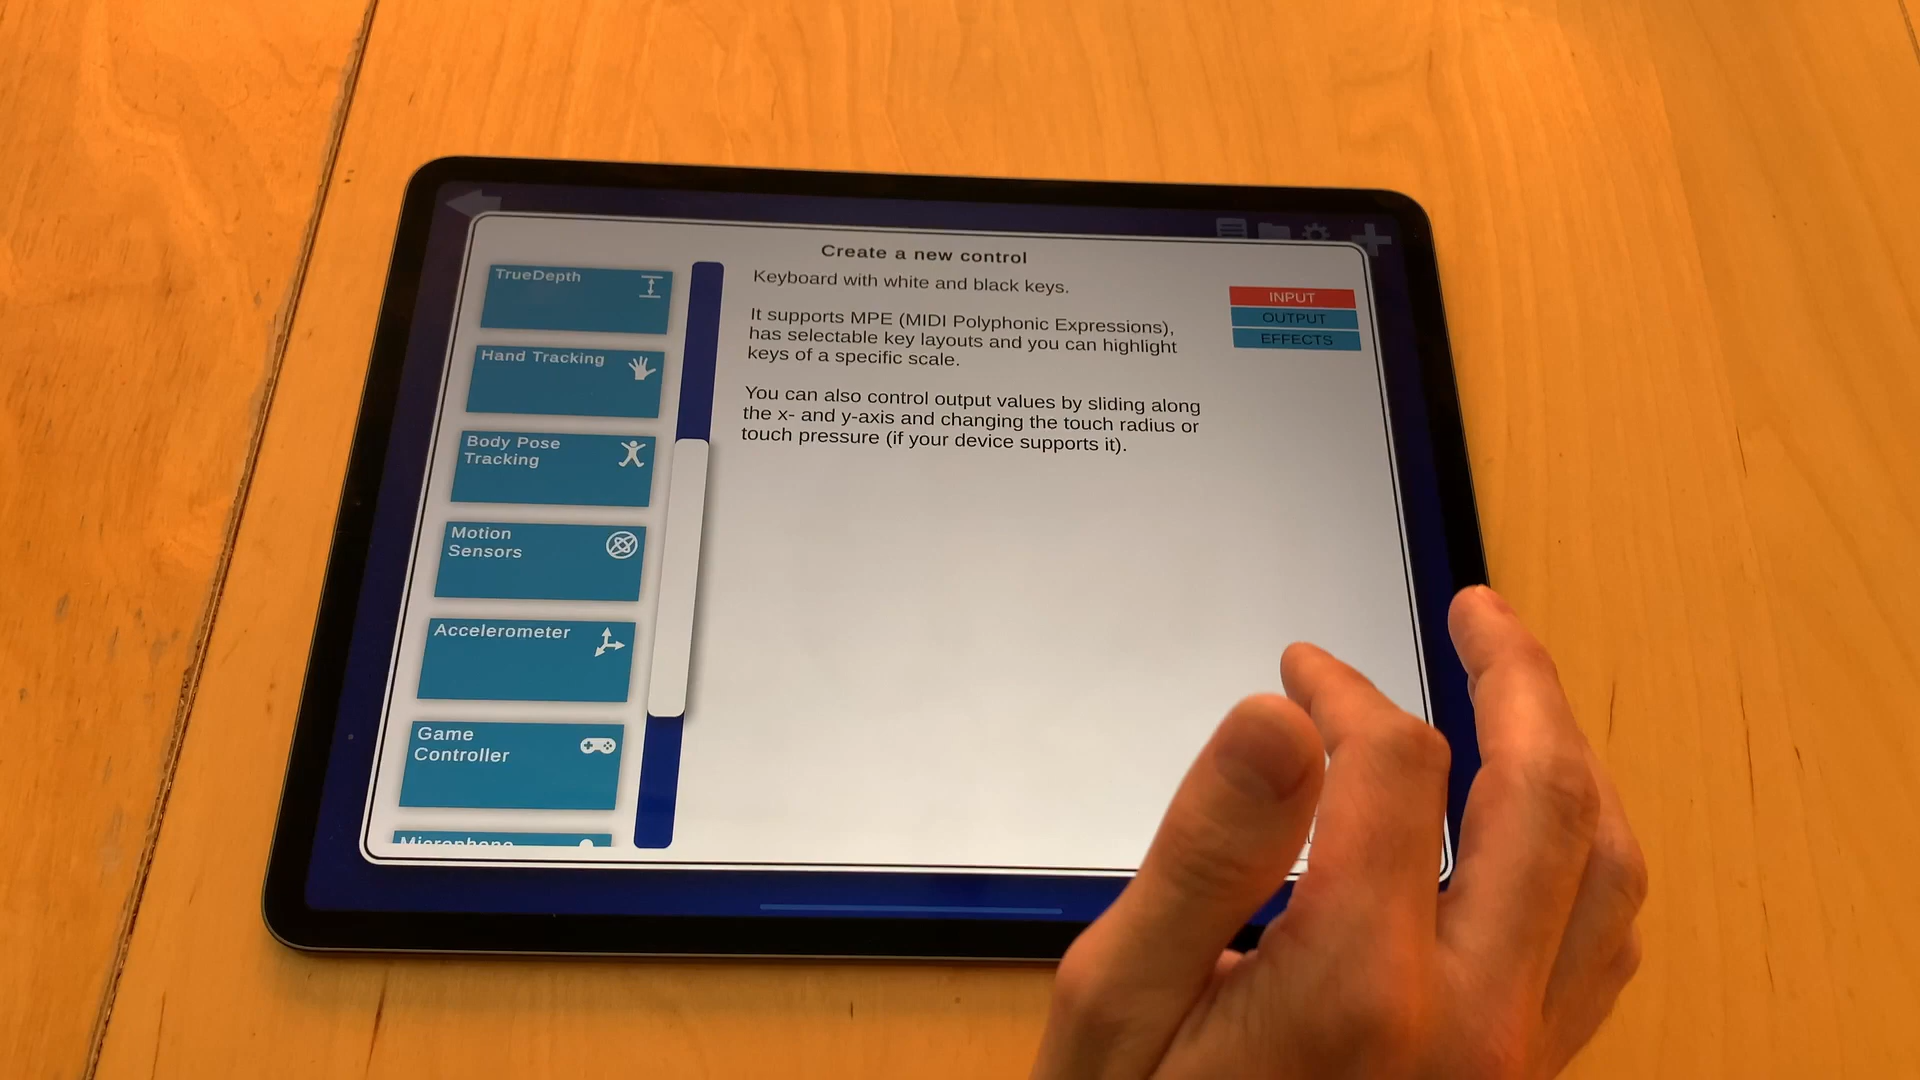 Create a new control
TrueDepth
Hand Tracking
Body Pose
Tracking
Motion
Sensors
Accelerometer
Game
Controller
Microphone
Keyboard with white and black keys.
It supports MPE (MIDI Polyphonic Expressions),
has selectable key layouts and you can highlight
keys of a specific scale.
You can also control output values by sliding along
the x- and y-axis and changing the touch radius or
touch pressure (if your device supports it).
INPUT
OUTPUT
EFFECTS